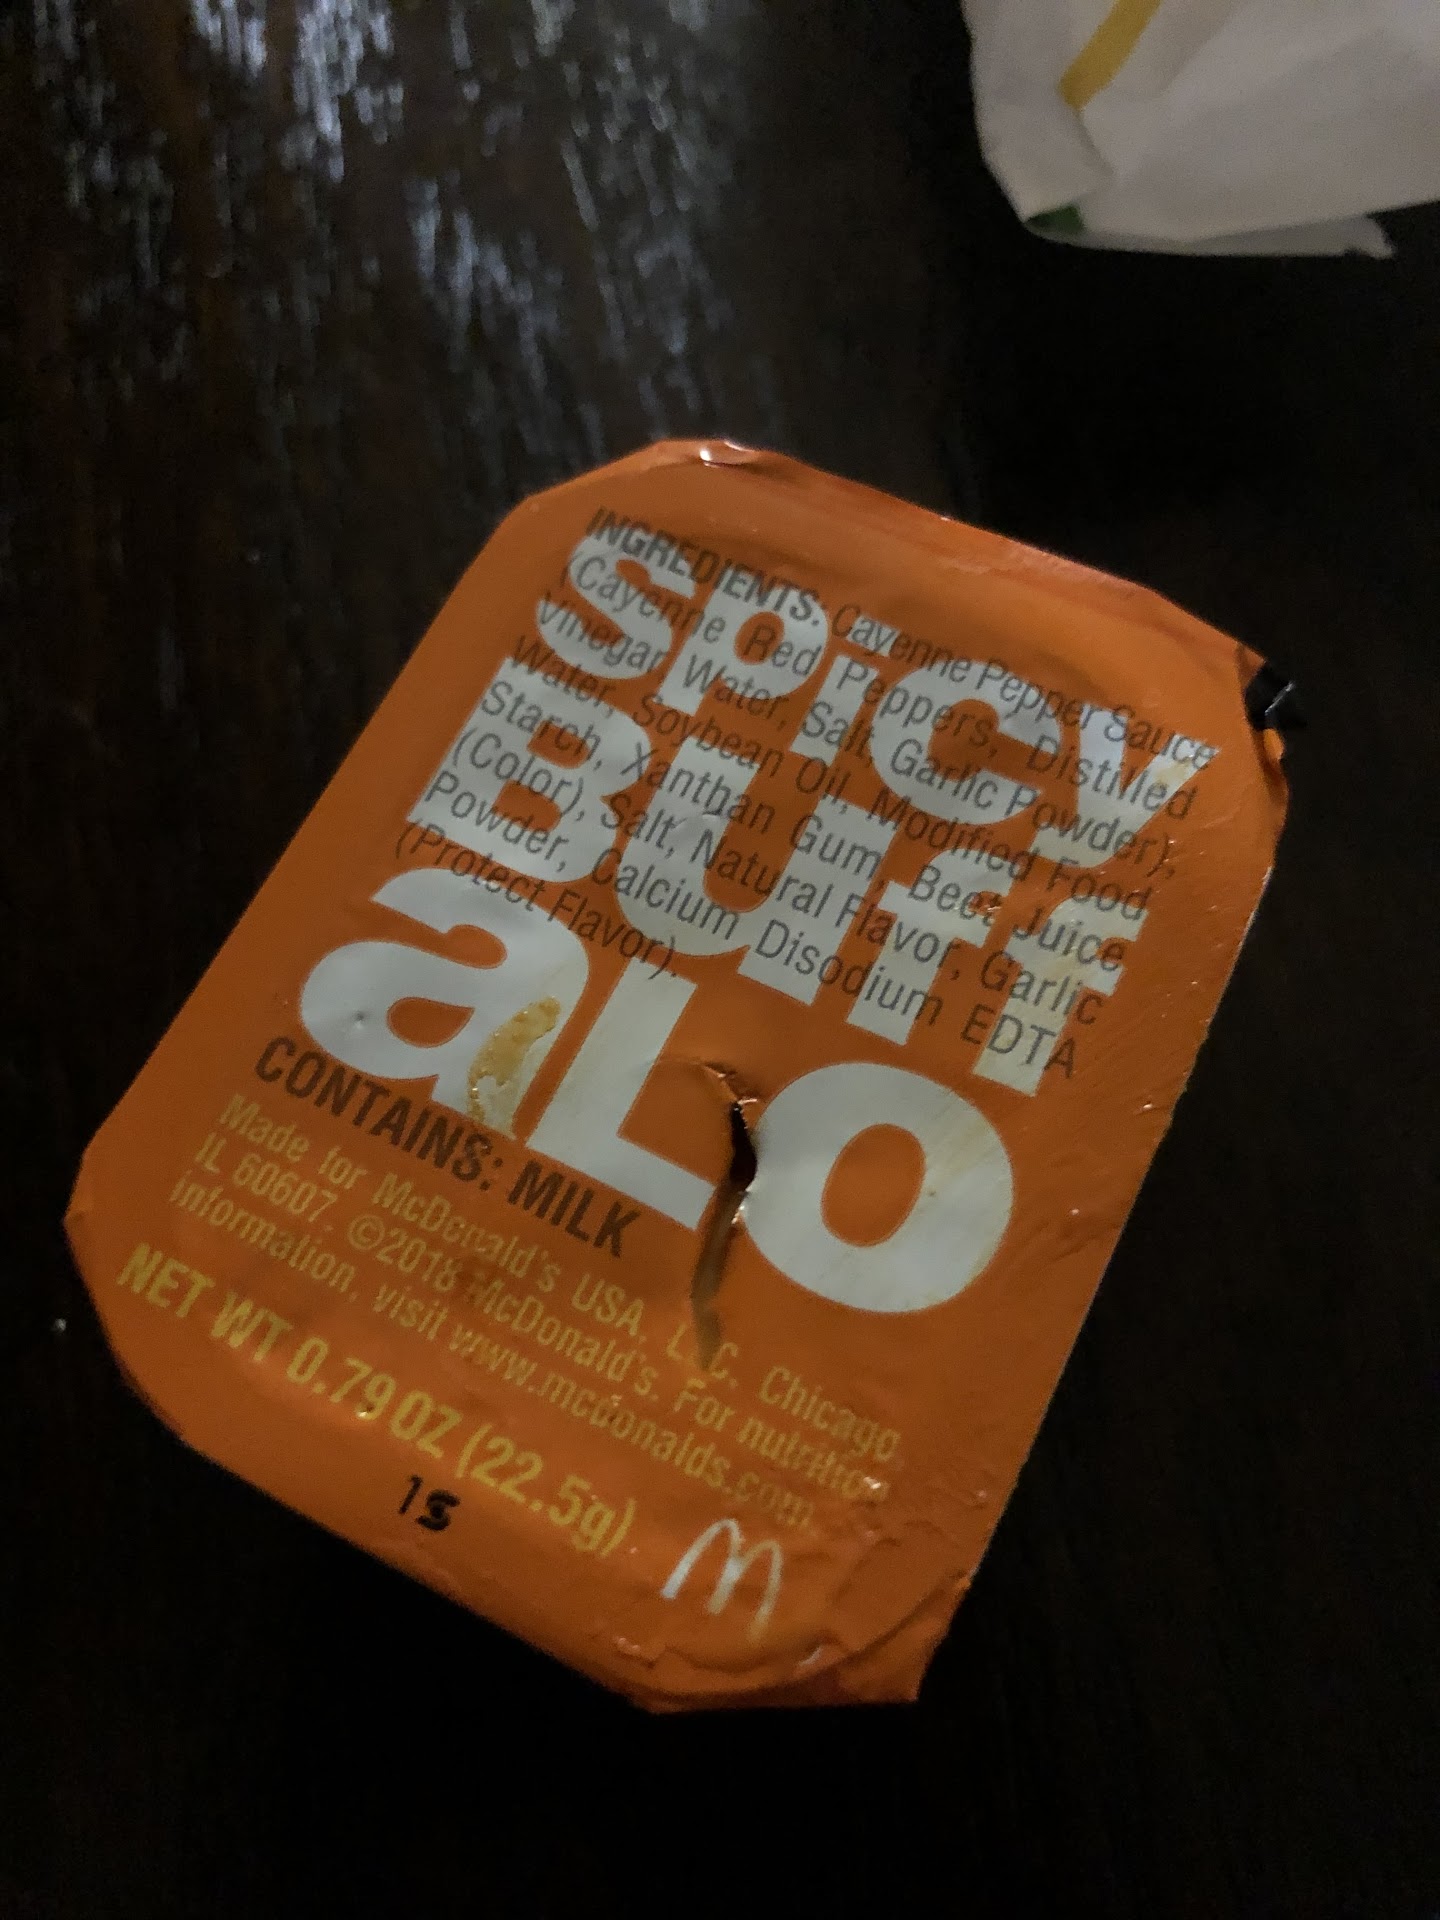 spicy
Buff
aLo
INGREDIENTS: Cayenne Pepper Sauce
(Cayenne Red Peppers, Distilled
Vinegar, Water, Salt, Garlic Powder),
Water, Soybean Oil, Modified Food
Starch, Xanthan Gum, Beet Juice
(Color), Salt, Natural Flavor, Garlic
Powder, Calcium Disodium EDTA
(Protect Flavor).
CONTAINS: MILK
Made for McDonald's USA, LLC, Chicago,
IL 60607. ©2018 McDonald's. For nutrition
information, visit www.mcdonalds.com.
NET WT 0.79 OZ (22.5g)
1S